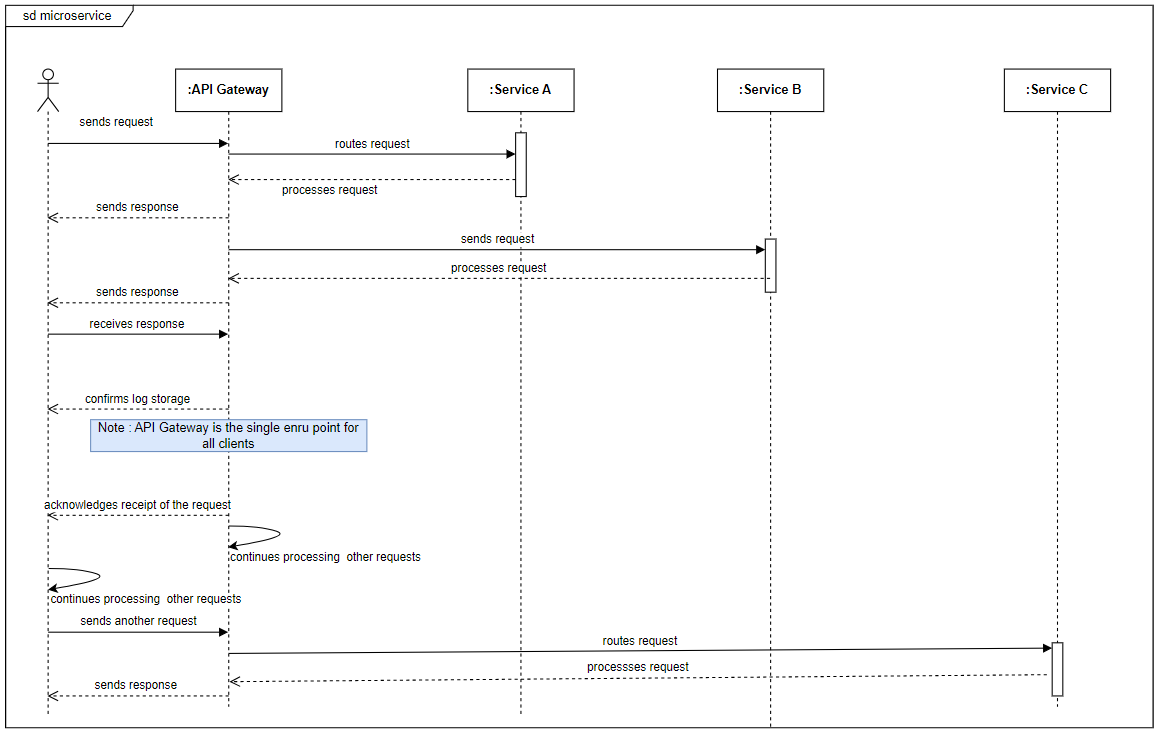 sd microservice
:API Gateway
:Service A
:Service B
:Service C
sends request
routes request
processes request
sends response
sends request
processes request
sends response
receives response
confirms log storage
Note : API Gateway is the single enru point for
all clients
acknowledges receipt of the request
continues processing  other requests
continues processing  other requests
sends another request
routes request
processses request
sends response